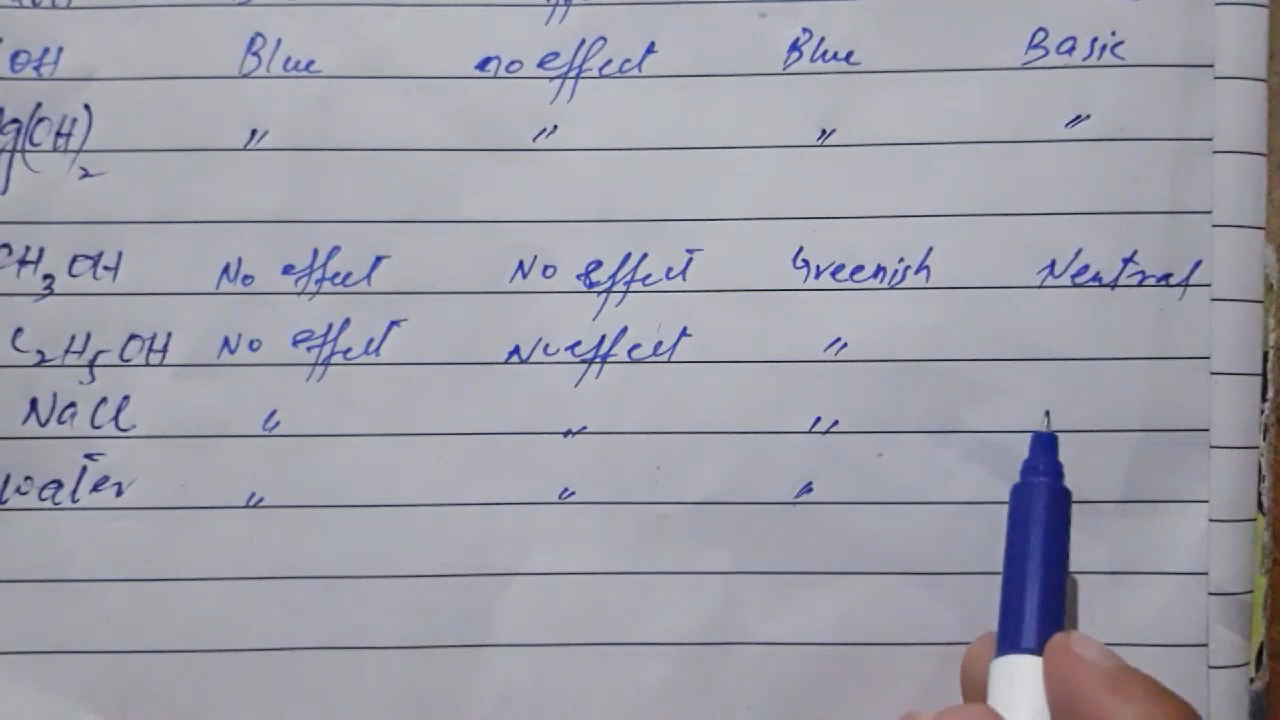 OH Blue no effect Blue Basic
g(OH)2 " " " "
CH3OH No effect No effect Greenish Neutral
C2H5OH No effect No effect "
NaCl " " "
water " " "